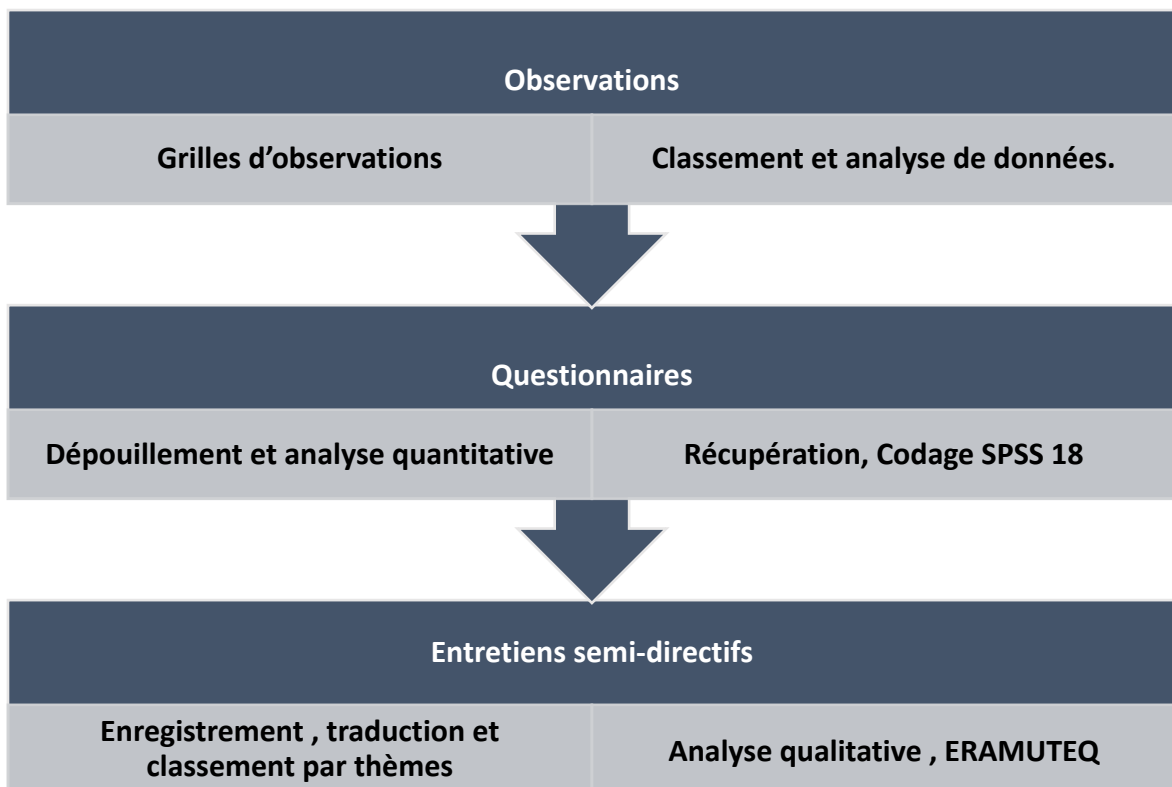 Observations
Grilles d’observations
Classement et analyse de données.
Questionnaires
Dépouillement et analyse quantitative
Récupération, Codage SPSS 18
Entretiens semi-directifs
Enregistrement , traduction et
classement par thèmes
Analyse qualitative , ERAMUTEQ